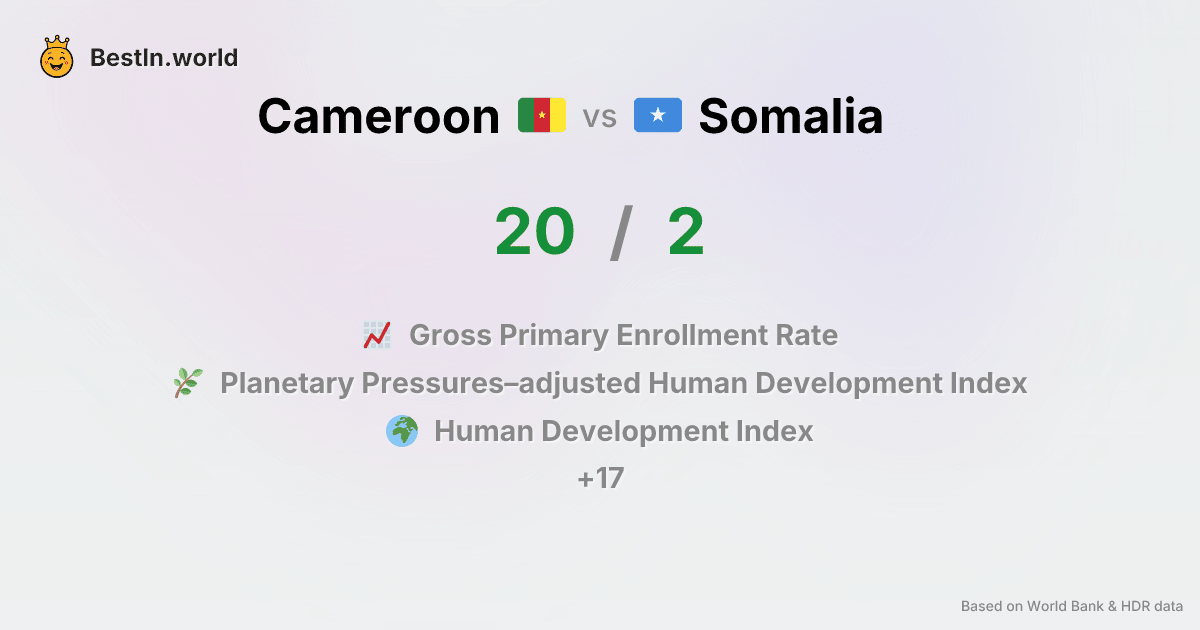 BestIn.world
Cameroon vs Somalia
20 / 2
Gross Primary Enrollment Rate
Planetary Pressures–adjusted Human Development Index
Human Development Index
+17
Based on World Bank & HDR data